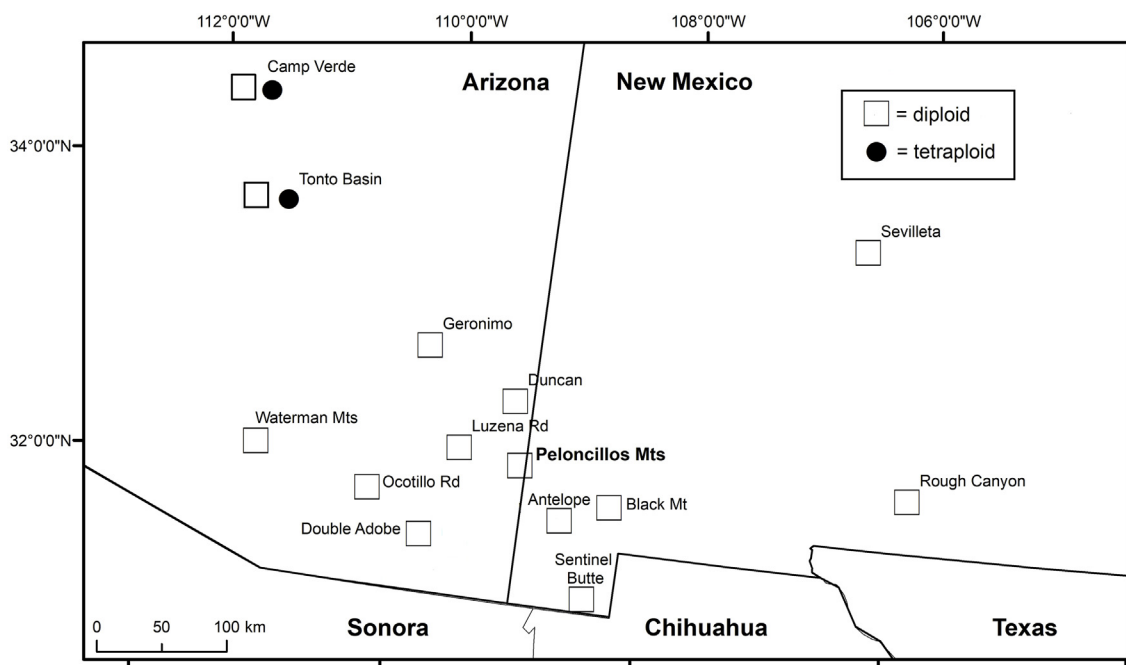 112°0'0"W
110°0'0"W
108°0'0"W
106°0'0"W
Camp Verde
Arizona
New Mexico
= diploid
= tetraploid
34°0'0"N
Tonto Basin
Sevilleta
Geronimo
Duncan
Waterman Mts
Luzena Rd
32°0'0"N
Peloncillos Mts
Ocotillo Rd
Rough Canyon
Antelope
Black Mt
Double Adobe
Sentinel
Butte
0 50 100 km
Sonora
Chihuahua
Texas